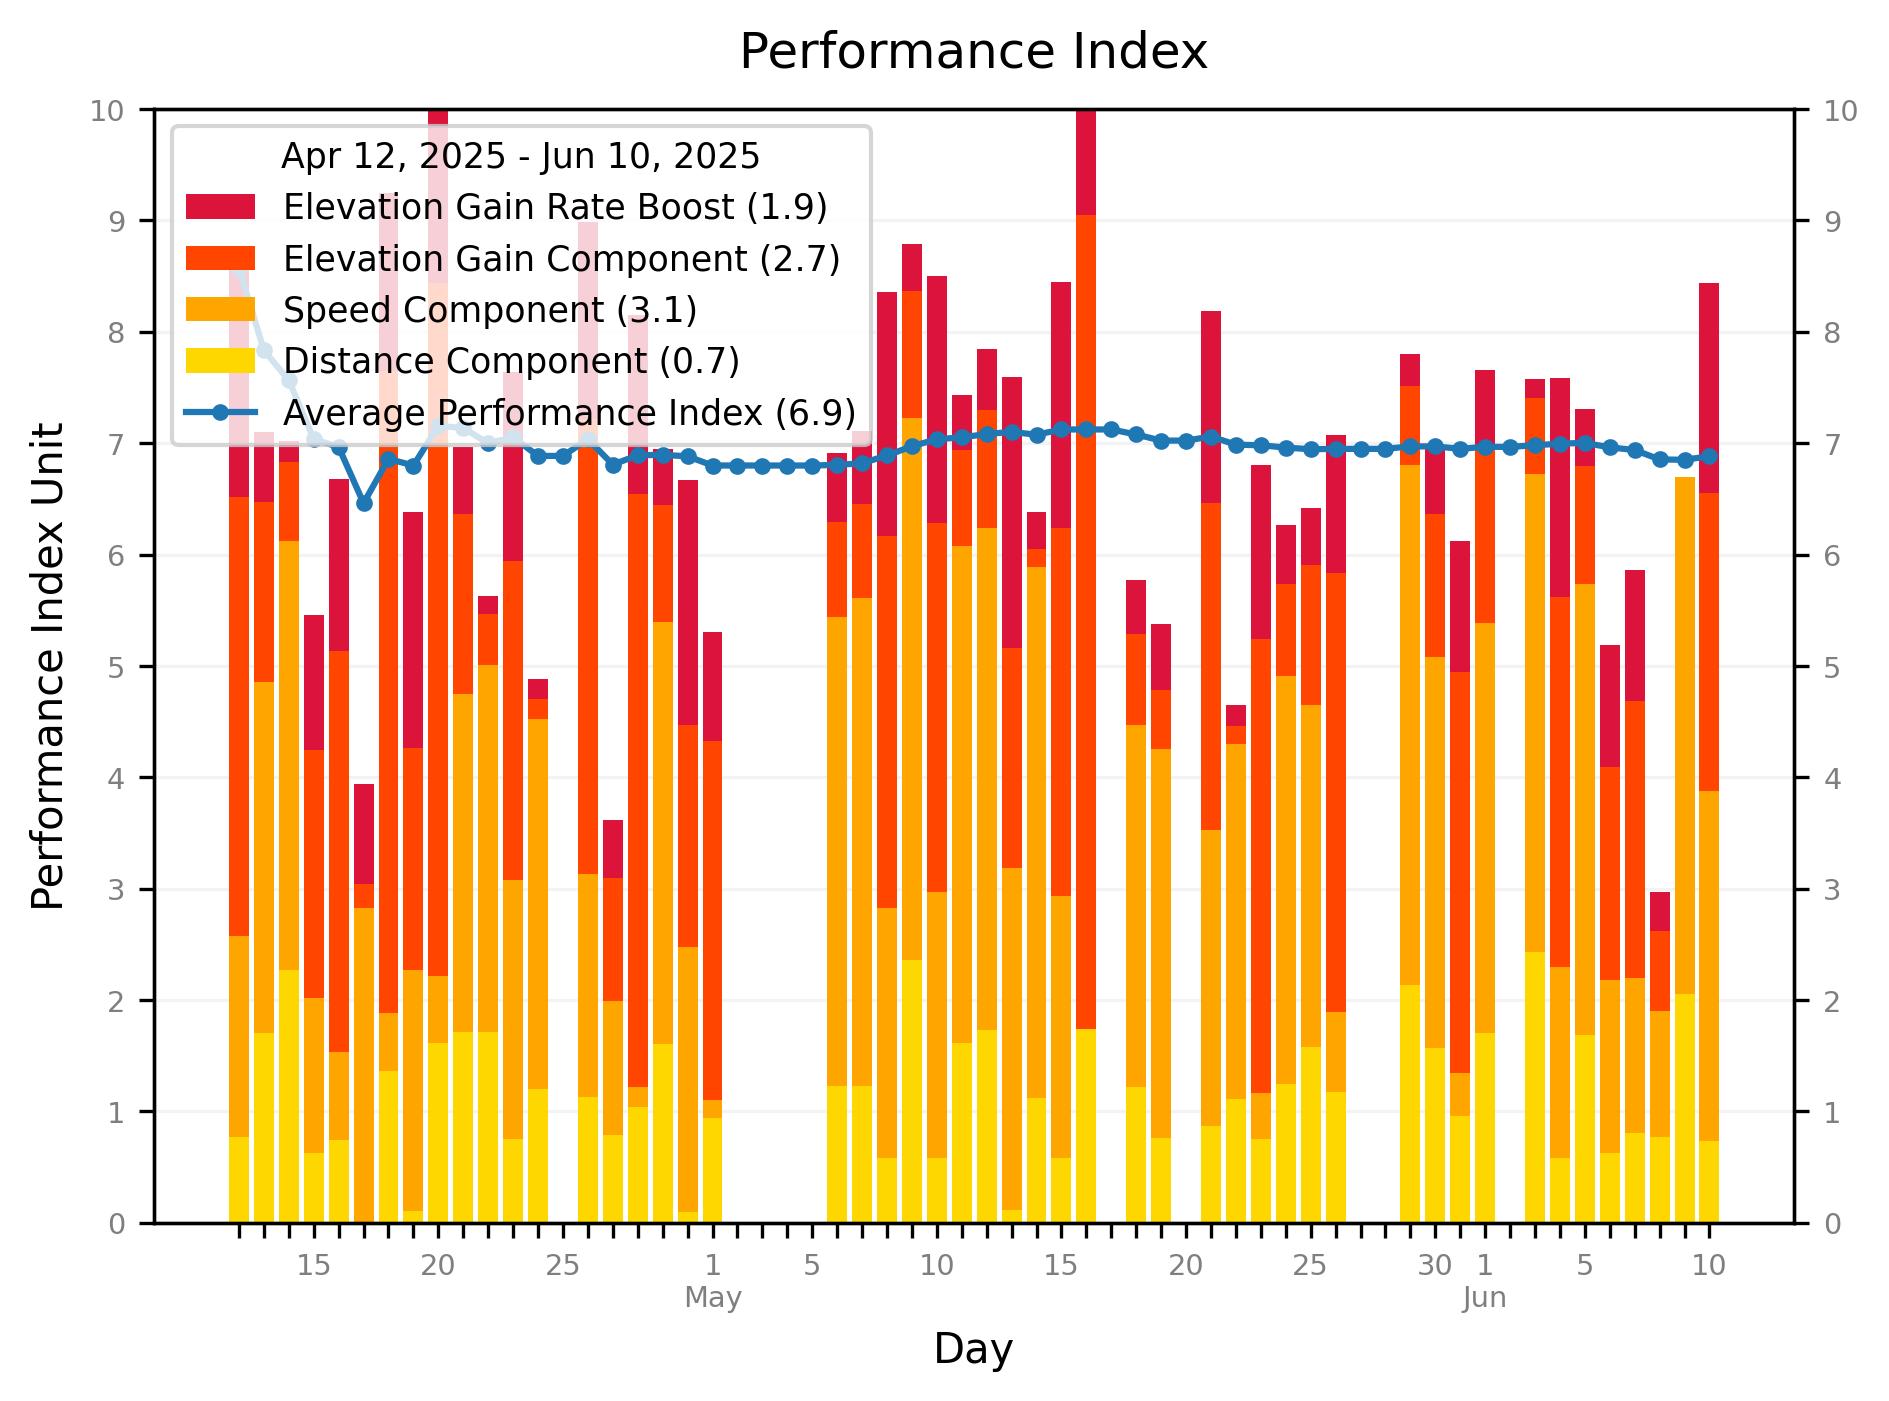 Performance Index
Apr 12, 2025 - Jun 10, 2025
Elevation Gain Rate Boost (1.9)
Elevation Gain Component (2.7)
Speed Component (3.1)
Distance Component (0.7)
Average Performance Index (6.9)
Performance Index Unit
10
9
8
7
6
5
4
3
2
1
0
10
9
8
7
6
5
4
3
2
1
0
15 20 25 1 5 10 15 20 25 30 1 5 10
May Jun
Day